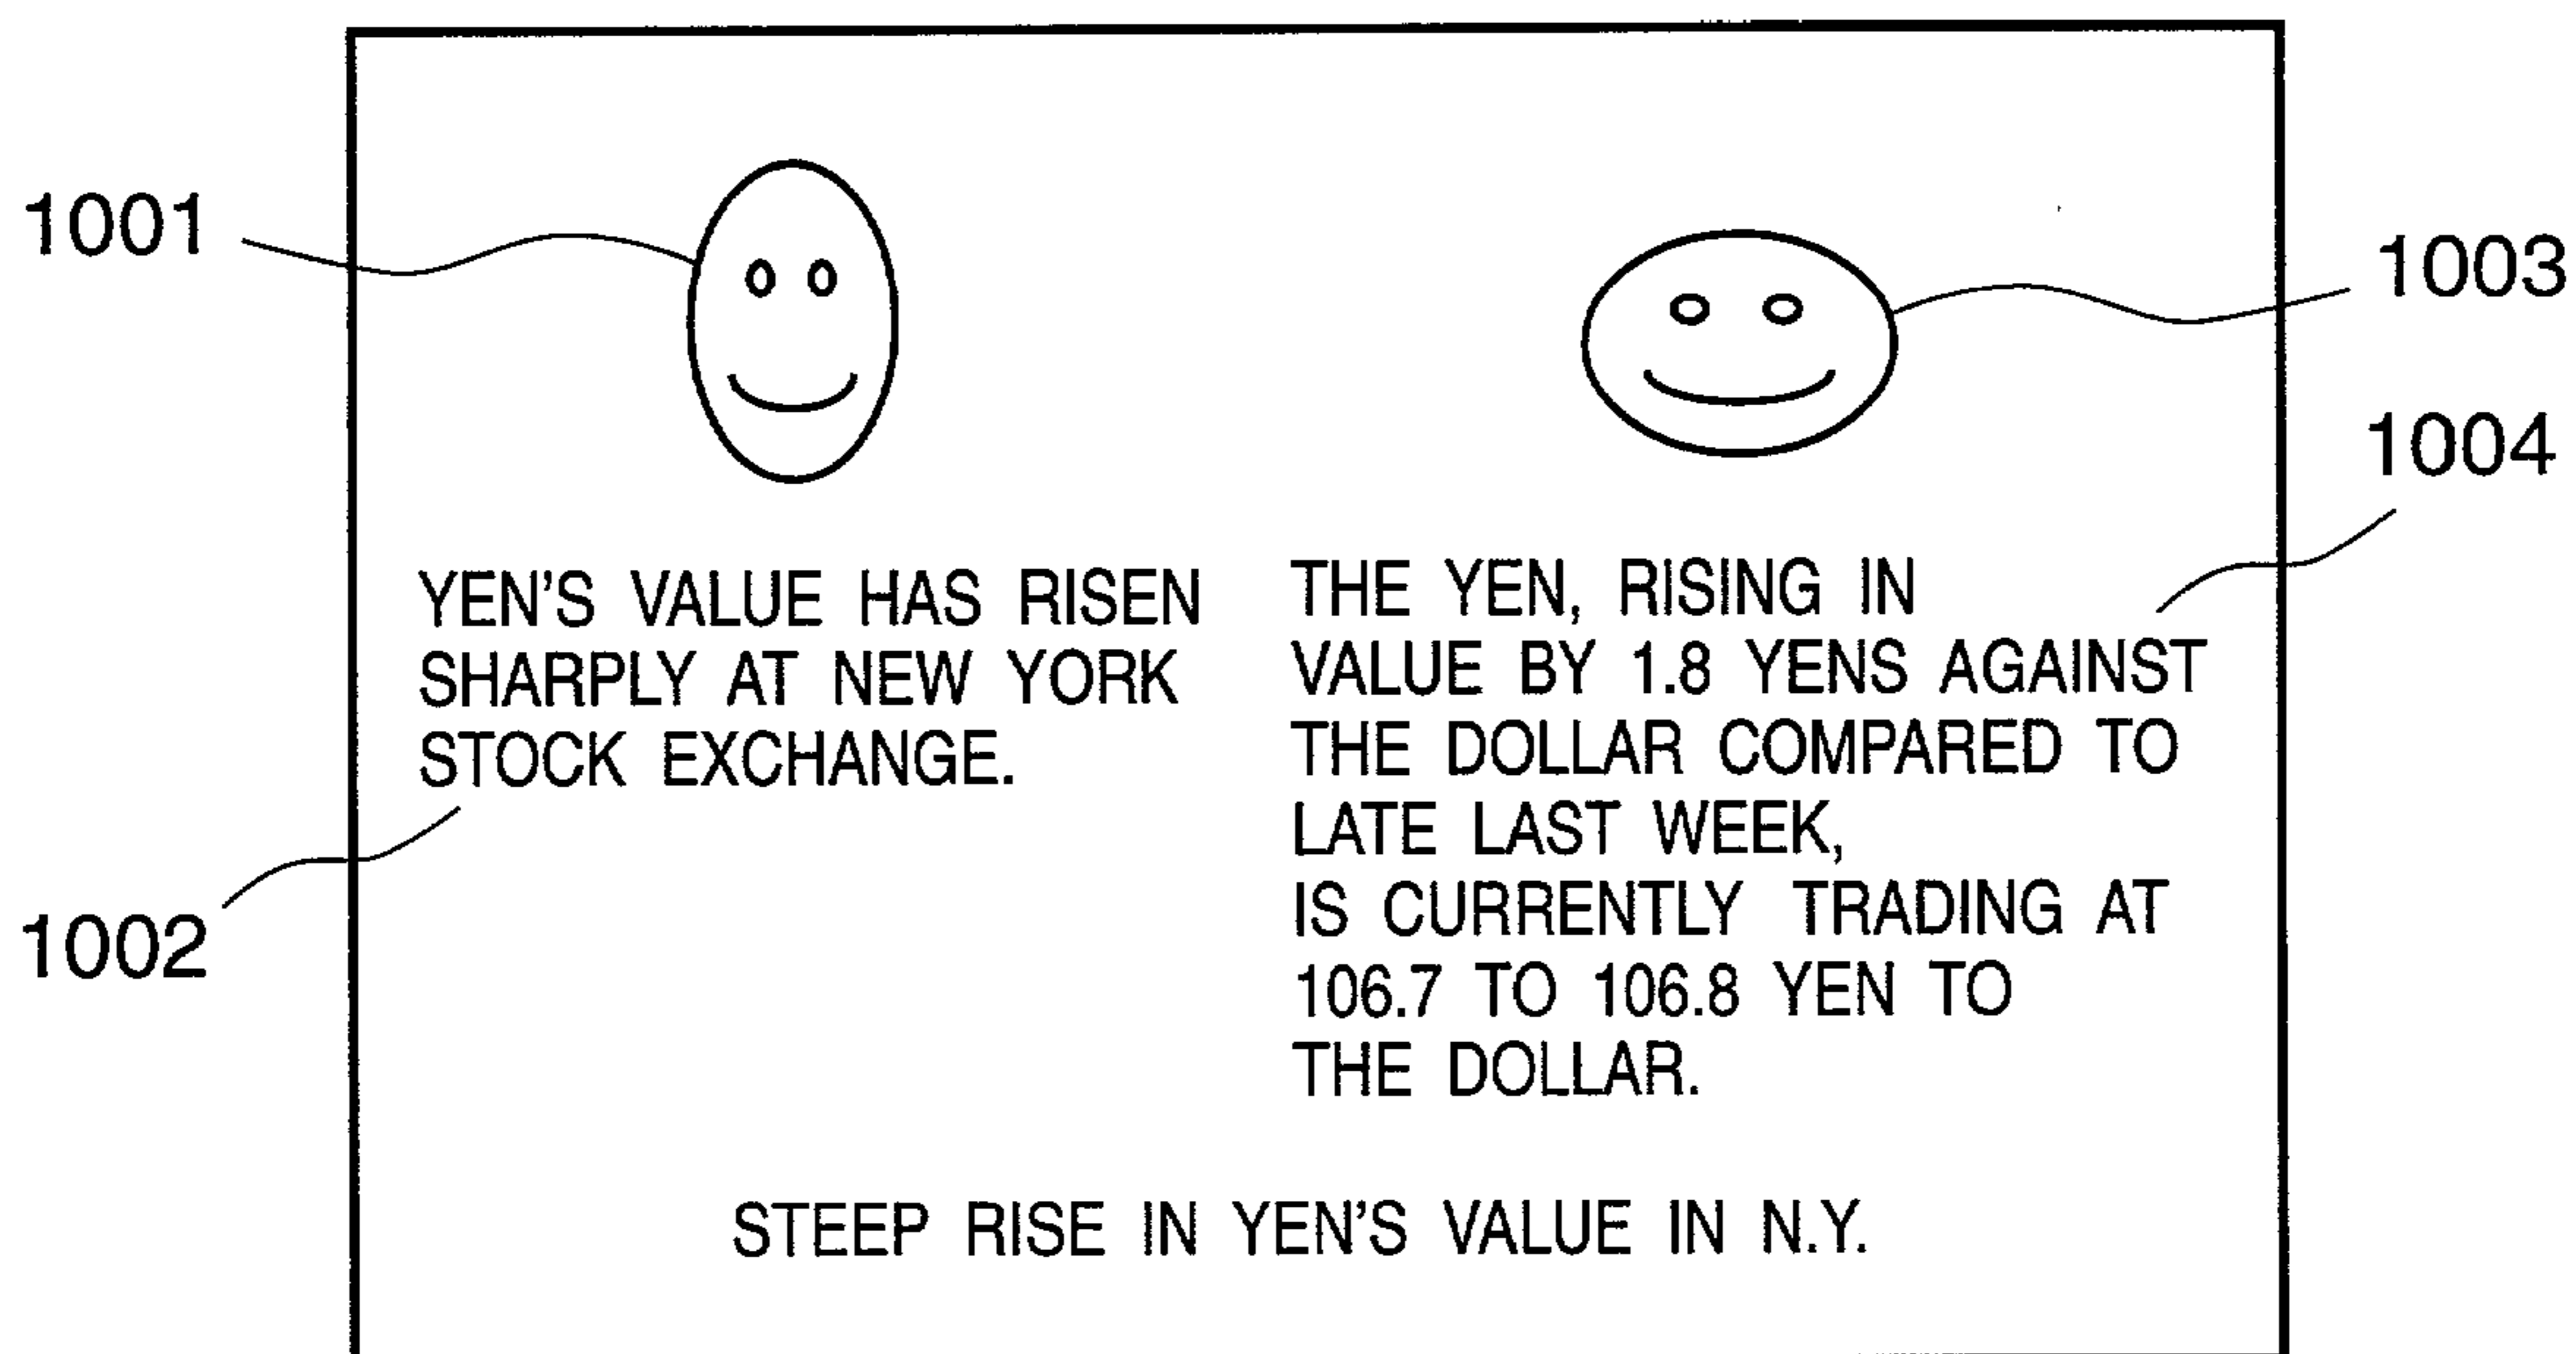 1001
1003
1004
YEN'S VALUE HAS RISEN
SHARPLY AT NEW YORK
STOCK EXCHANGE.
1002
THE YEN, RISING IN
VALUE BY 1.8 YENS AGAINST
THE DOLLAR COMPARED TO
LATE LAST WEEK,
IS CURRENTLY TRADING AT
106.7 TO 106.8 YEN TO
THE DOLLAR.
STEEP RISE IN YEN'S VALUE IN N.Y.